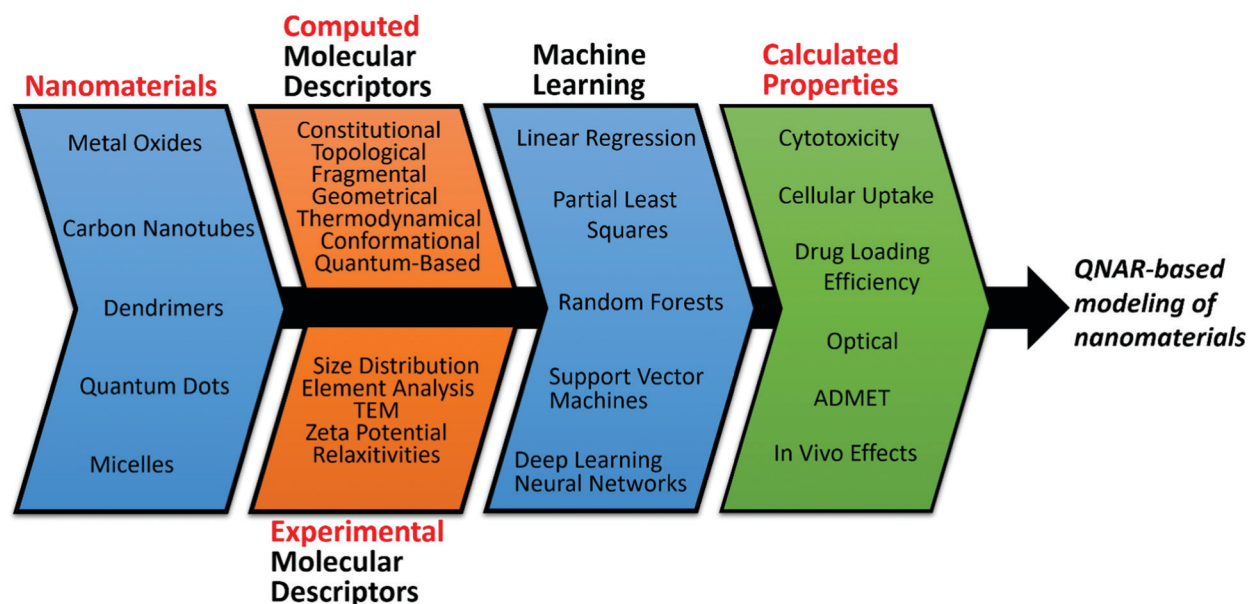 Nanomaterials
Metal Oxides
Carbon Nanotubes
Dendrimers
Quantum Dots
Micelles
Computed
Molecular
Descriptors
Constitutional
Topological
Fragmental
Geometrical
Thermodynamical
Conformational
Quantum-Based
Size Distribution
Element Analysis
TEM
Zeta Potential
Relaxitivities
Experimental
Molecular
Descriptors
Machine
Learning
Linear Regression
Partial Least
Squares
Random Forests
Support Vector
Machines
Deep Learning
Neural Networks
Calculated
Properties
Cytotoxicity
Cellular Uptake
Drug Loading
Efficiency
Optical
ADMET
In Vivo Effects
QNAR-based
modeling of
nanomaterials